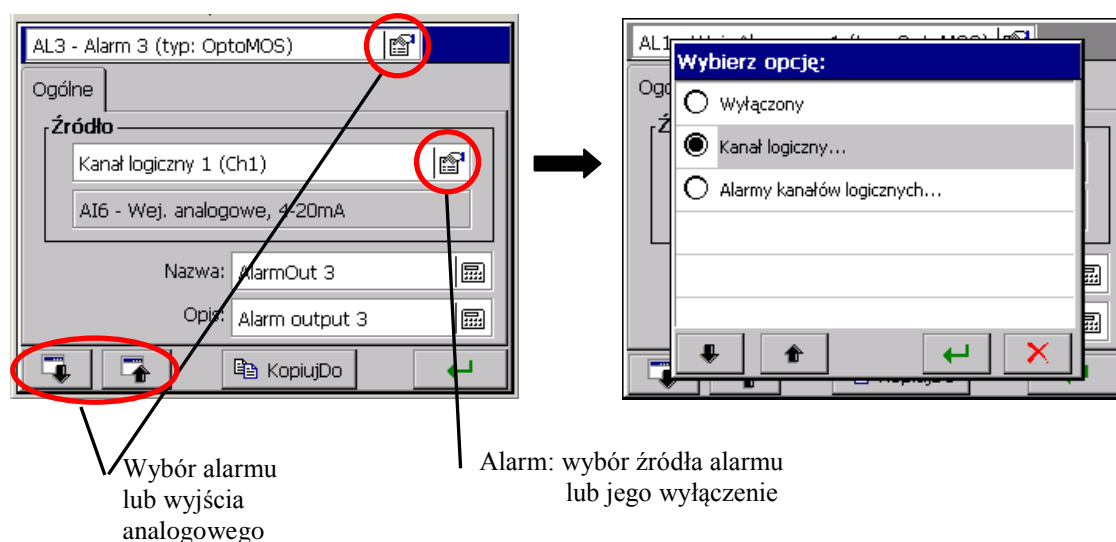 AL3 - Alarm 3 (typ: OptoMOS)
Ogólne
Źródło
Kanał logiczny 1 (Ch1)
AI6 - Wej. analogowe, 4-20mA
Nazwa: AlarmOut 3
Opis: Alarm output 3
KopiujDo
AL1
Wybierz opcję:
Wyłączony
Kanał logiczny...
Alarmy kanałów logicznych...
Wybór alarmu
lub wyjścia
analogowego
Alarm: wybór źródła alarmu
lub jego wyłączenie